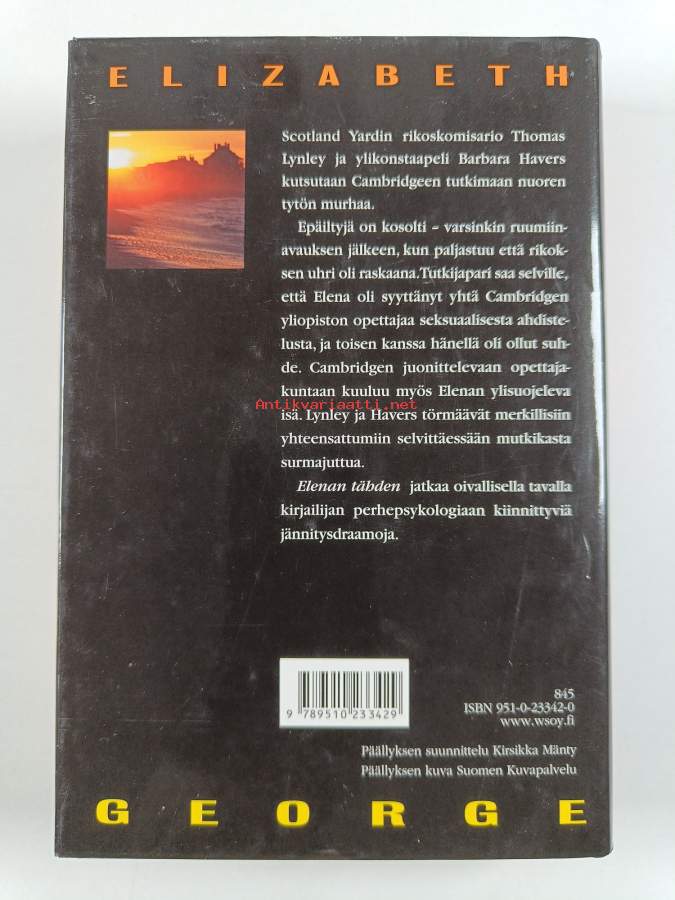 ELIZABETH
Scotland Yardin rikoskomisario Thomas
Lynley ja ylikonstaapeli Barbara Havers
kutsutaan Cambridgeen tutkimaan nuoren
tytön murhaa.
Epäiltyjä on kosolti – varsinkin ruumiin-
avauksen jälkeen, kun paljastuu että rikok-
sen uhri oli raskaana. Tutkijapari saa selville,
että Elena oli syyttänyt yhtä Cambridgen
yliopiston opettajaa seksuaalisesta ahdiste-
lusta, ja toisen kanssa hänellä oli ollut suh-
de. Cambridgen juonittelevaan opettaja-
kuntaan kuuluu myös Elenan ylisuojeleva
Antikvariaatti.net
isä. Lynley ja Havers törmäävät merkillisiin
yhteensattumiin selvittäessään mutkikasta
surmajuttua.
Elenan tähden jatkaa oivallisella tavalla
kirjailijan perhepsykologiaan kiinnittyviä
jännitysdraamoja.
9 789510 233429
845
ISBN 951-0-23342-0
www.wsoy.fi
Päällyksen suunnittelu Kirsikka Mänty
Päällyksen kuva Suomen Kuvapalvelu
GEORGE